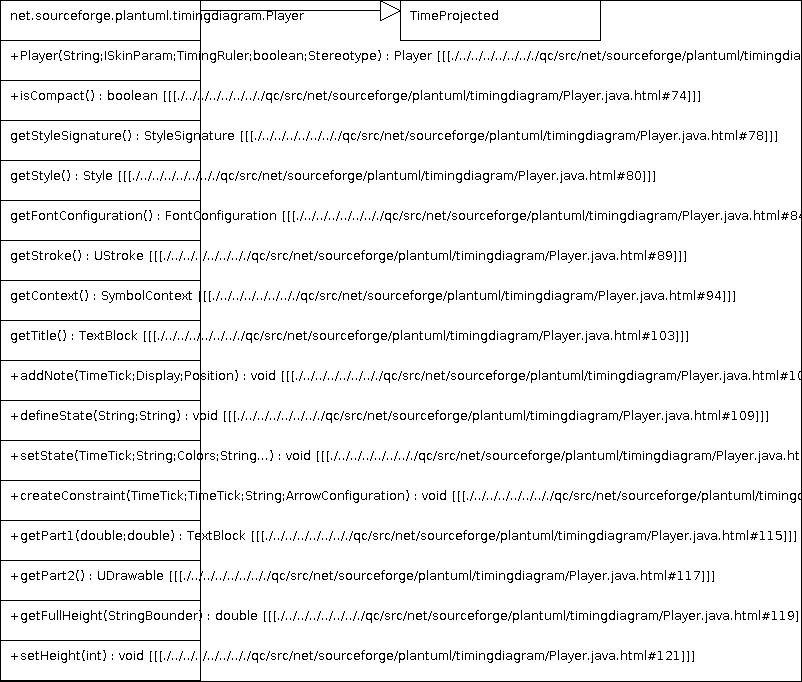 net.sourceforge.plantuml.timingdiagram.Player
TimeProjected
+Player(String;ISkinParam;TimingRuler;boolean;Stereotype) : Player [[[./../../../../../../qc/src/net/sourceforge/plantuml/timingdia
+isCompact() : boolean [[[./../../../../../../qc/src/net/sourceforge/plantuml/timingdiagram/Player.java.html#74]]]
getStyleSignature() : StyleSignature [[[./../../../../../../qc/src/net/sourceforge/plantuml/timingdiagram/Player.java.html#78]]]
getStyle() : Style [[[./../../../../../../qc/src/net/sourceforge/plantuml/timingdiagram/Player.java.html#80]]]
getFontConfiguration() : FontConfiguration [[[./../../../../../../qc/src/net/sourceforge/plantuml/timingdiagram/Player.java.html#84
getStroke() : UStroke [[[./../../../../../../qc/src/net/sourceforge/plantuml/timingdiagram/Player.java.html#89]]]
getContext() : SymbolContext [[[./../../../../../../qc/src/net/sourceforge/plantuml/timingdiagram/Player.java.html#94]]]
getTitle() : TextBlock [[[./../../../../../../qc/src/net/sourceforge/plantuml/timingdiagram/Player.java.html#103]]]
+addNote(TimeTick;Display;Position) : void [[[./../../../../../../qc/src/net/sourceforge/plantuml/timingdiagram/Player.java.html#10
+defineState(String;String) : void [[[./../../../../../../qc/src/net/sourceforge/plantuml/timingdiagram/Player.java.html#109]]]
+setState(TimeTick;String;Colors;String...) : void [[[./../../../../../../qc/src/net/sourceforge/plantuml/timingdiagram/Player.java.ht
+createConstraint(TimeTick;TimeTick;String;ArrowConfiguration) : void [[[./../../../../../../qc/src/net/sourceforge/plantuml/timingd
+getPart1(double;double) : TextBlock [[[./../../../../../../qc/src/net/sourceforge/plantuml/timingdiagram/Player.java.html#115]]]
+getPart2() : UDrawable [[[./../../../../../../qc/src/net/sourceforge/plantuml/timingdiagram/Player.java.html#117]]]
+getFullHeight(StringBounder) : double [[[./../../../../../../qc/src/net/sourceforge/plantuml/timingdiagram/Player.java.html#119]
+setHeight(int) : void [[[./../../../../../../qc/src/net/sourceforge/plantuml/timingdiagram/Player.java.html#121]]]